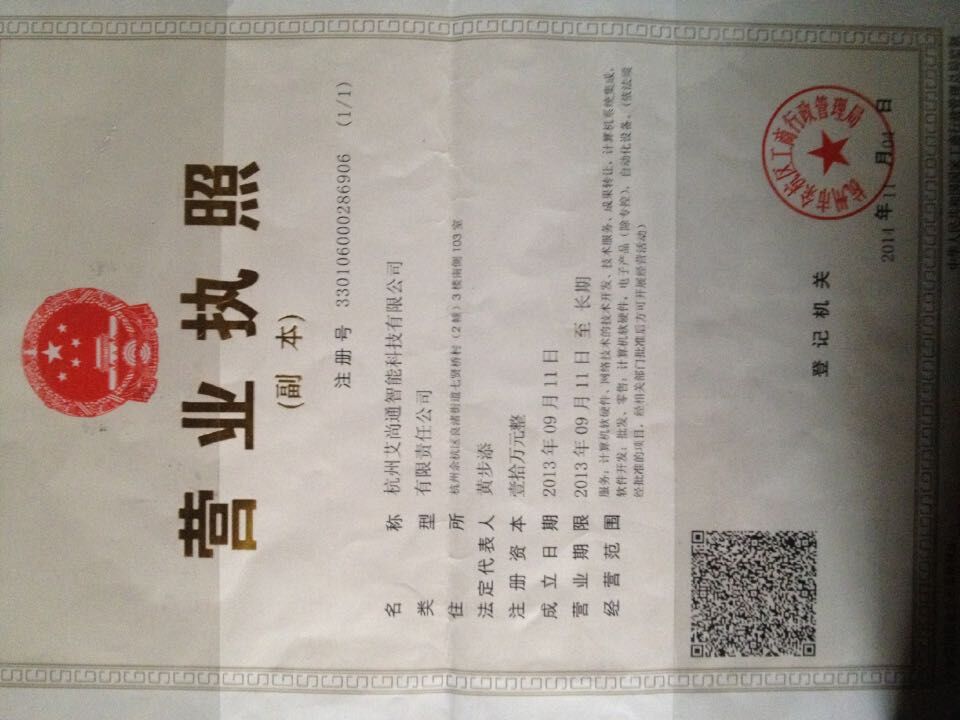 营业执照
(副 本)
注 册 号 330106000286906 (1/1)
名 称 杭州艾尚通智能科技有限公司
类 型 有限责任公司
住 所 杭州余杭区良渚街道七贤桥村（2幢）3楼南侧103室
法定代表人 黄步添
注 册 资 本 壹拾万元整
成 立 日 期 2013年09月11日
营 业 期 限 2013年09月11日 至 长期
经 营 范 围 服务：计算机软硬件、网络技术的技术开发、技术服务、成果转让，计算机系统集成，
软件开发；批发、零售：计算机软硬件，电子产品（除专控），自动化设备。（依法须
经批准的项目，经相关部门批准后方可开展经营活动）
登 记 机 关
杭州市余杭区工商行政管理局
2014 年 11 月 04 日